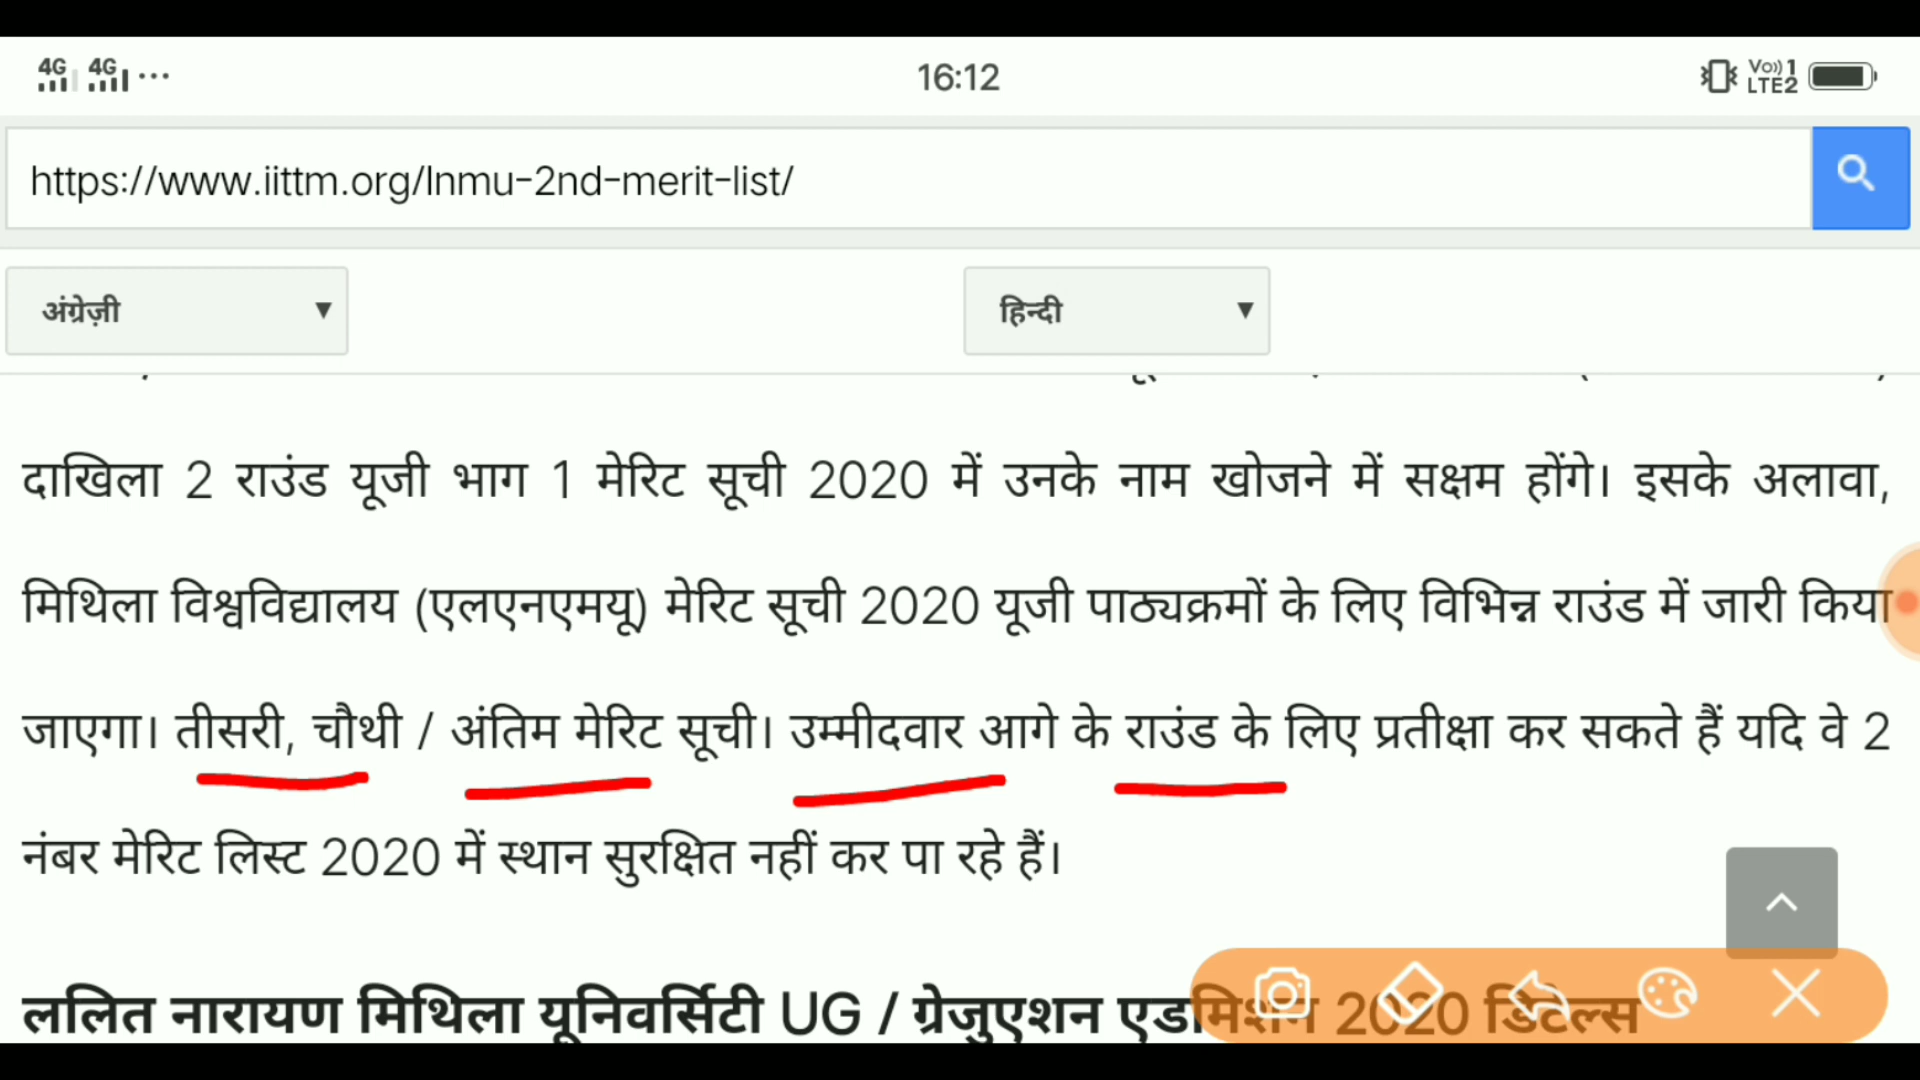 4G 4G ... 16:12 Vo)) 1 LTE2
https://www.iittm.org/lnmu-2nd-merit-list/
अंग्रेज़ी ▼ हिन्दी ▼
दाखिला 2 राउंड यूजी भाग 1 मेरिट सूची 2020 में उनके नाम खोजने में सक्षम होंगे। इसके अलावा,
मिथिला विश्वविद्यालय (एलएनएमयू) मेरिट सूची 2020 यूजी पाठ्यक्रमों के लिए विभिन्न राउंड में जारी किया
जाएगा। तीसरी, चौथी / अंतिम मेरिट सूची। उम्मीदवार आगे के राउंड के लिए प्रतीक्षा कर सकते हैं यदि वे 2
नंबर मेरिट लिस्ट 2020 में स्थान सुरक्षित नहीं कर पा रहे हैं।
ललित नारायण मिथिला यूनिवर्सिटी UG / ग्रेजुएशन एडमिशन 2020 डिटेल्स